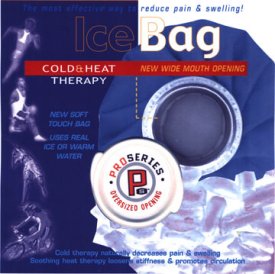 The most effective way to reduce pain & swelling!
IceBag
COLD & HEAT
THERAPY
NEW WIDE MOUTH OPENING
NEW SOFT
TOUCH BAG
USES REAL
ICE OR WARM
WATER
PROSERIES
P
OVERSIZED OPENING
Cold therapy naturally decreases pain & swelling
Soothing heat therapy loosens stiffness & promotes circulation